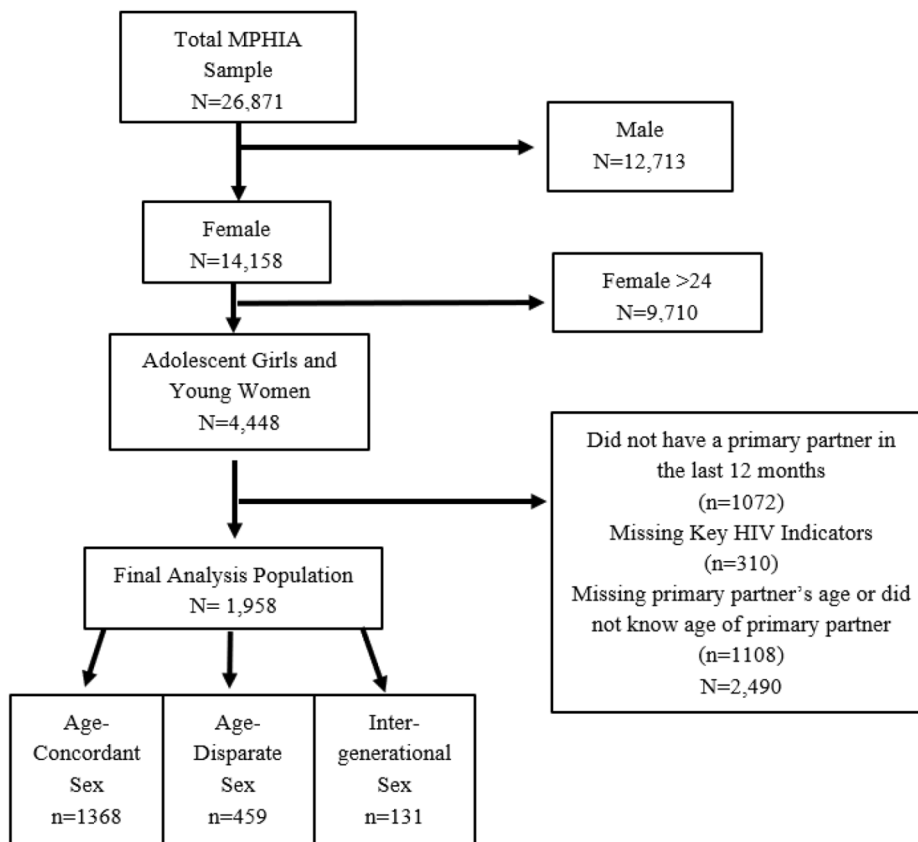 Total MPHIA
Sample
N=26,871
Male
N=12,713
Female
N=14,158
Female >24
N=9,710
Adolescent Girls and
Young Women
N=4,448
Did not have a primary partner in
the last 12 months
(n=1072)
Missing Key HIV Indicators
(n=310)
Missing primary partner’s age or did
not know age of primary partner
(n=1108)
N=2,490
Final Analysis Population
N= 1,958
Age-
Concordant
Sex
n=1368
Age-
Disparate
Sex
n=459
Inter-
generational
Sex
n=131